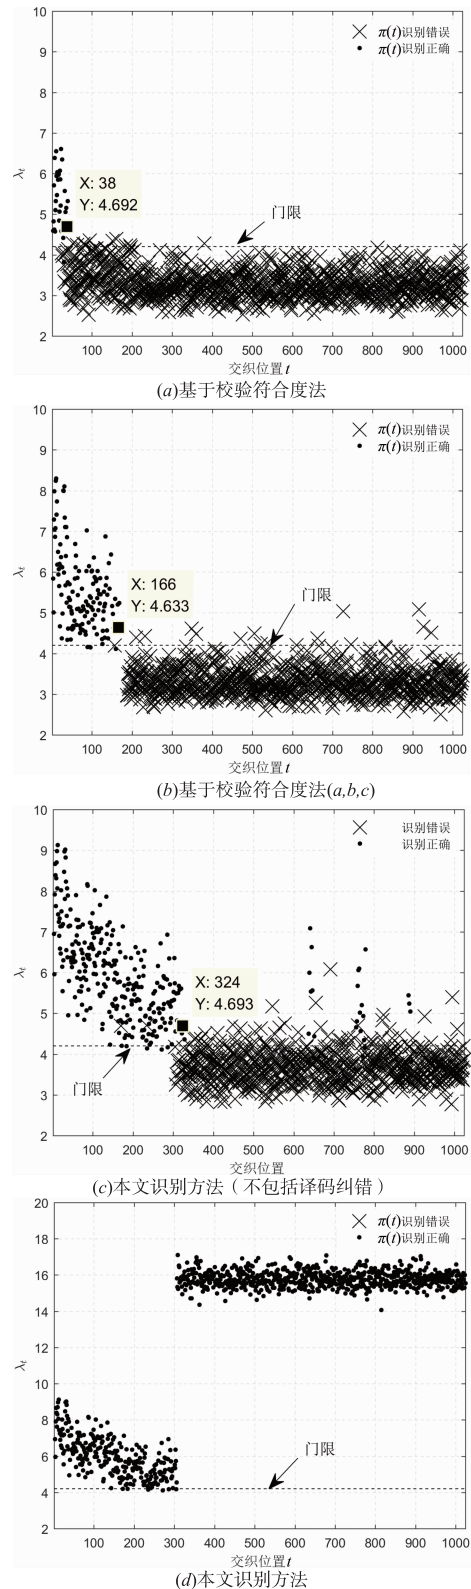 10
9
8
7
6
5
4
3
2
λt
π(t)识别错误
π(t)识别正确
X: 38
Y: 4.692
门限
100 200 300 400 500 600 700 800 900 1000
交织位置 t
(a)基于校验符合度法
10
9
8
7
6
5
4
3
2
λt
π(t)识别错误
π(t)识别正确
X: 166
Y: 4.633
门限
100 200 300 400 500 600 700 800 900 1000
交织位置 t
(b)基于校验符合度法(a,b,c)
10
9
8
7
6
5
4
3
2
λt
识别错误
识别正确
X: 324
Y: 4.693
门限
100 200 300 400 500 600 700 800 900 1000
交织位置
(c)本文识别方法（不包括译码纠错）
20
18
16
14
12
10
8
6
4
2
λt
π(t)识别错误
π(t)识别正确
门限
100 200 300 400 500 600 700 800 900 1000
交织位置 t
(d)本文识别方法